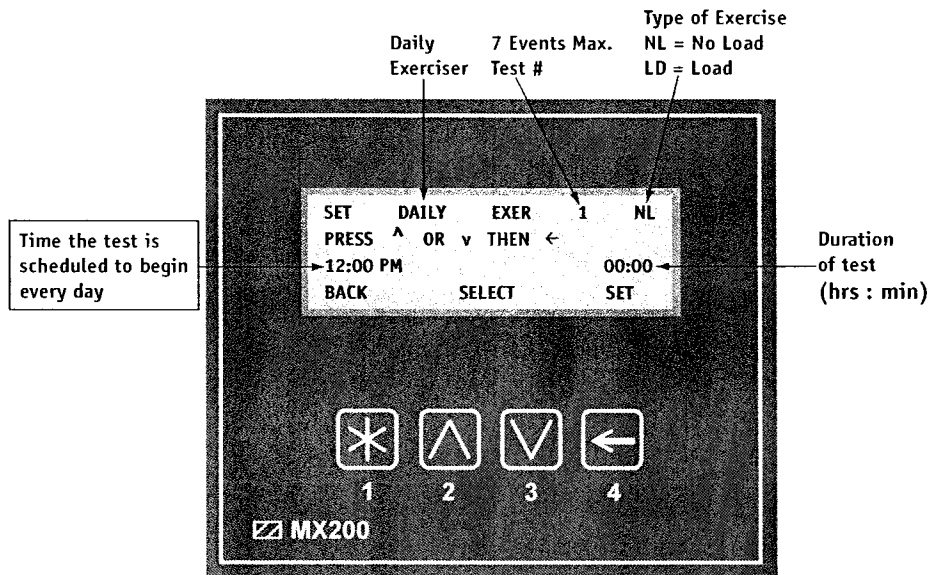 Type of Exercise
Daily 7 Events Max. NL = No Load
Exerciser Test # LD = Load
SET DAILY EXER 1 NL
PRESS ^ OR v THEN ←
12:00 PM 00:00
BACK SELECT SET
Time the test is
scheduled to begin
every day
Duration
of test
(hrs : min)
1 2 3 4
MX200